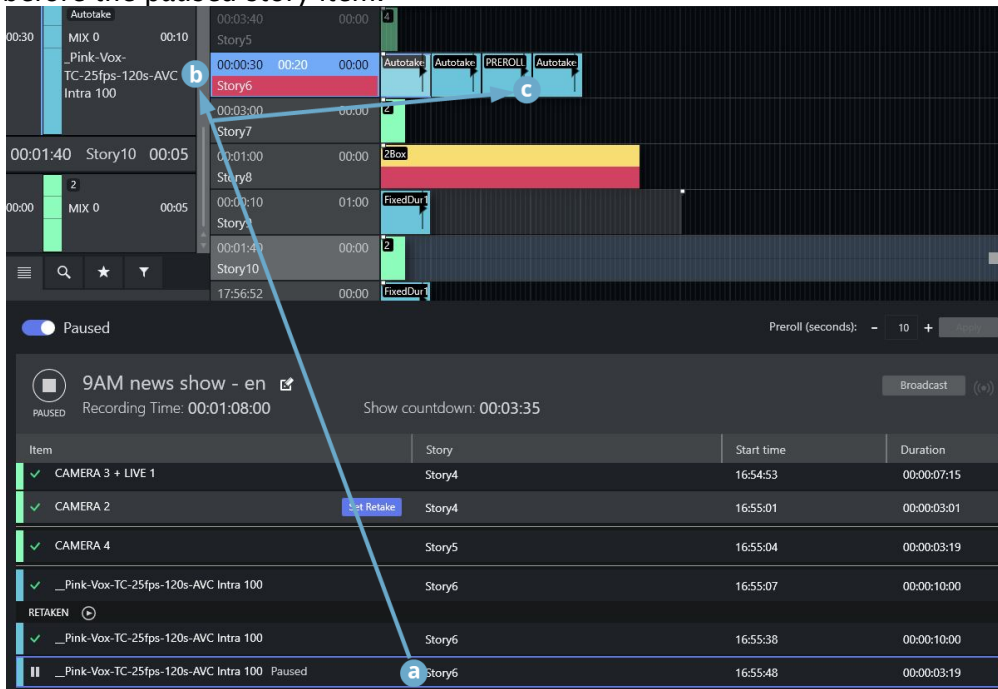 before the paused story item.
Autotake
00:30 MIX 0 00:10
_Pink-Vox-
TC-25fps-120s-AVC
Intra 100
00:01:40 Story10 00:05
2
00:00 MIX 0 00:05
00:03:40 00:00 4
Story5
00:00:30 00:20 00:00 Autotake Autotake PREROLL Autotake
Story6
b
c
00:03:00 00:00 2
Story7
00:01:00 00:00 2Box
Story8
00:00:10 01:00 FixedDur1
00:01:40 00:00 2
Story10
17:56:52 00:00 FixedDur1
Paused Preroll (seconds): - 10 + Apply
9AM news show - en Broadcast
PAUSED Recording Time: 00:01:08:00 Show countdown: 00:03:35
Item Story Start time Duration
CAMERA 3 + LIVE 1 Story4 16:54:53 00:00:07:15
CAMERA 2 Set Retake Story4 16:55:01 00:00:03:01
CAMERA 4 Story5 16:55:04 00:00:03:19
__Pink-Vox-TC-25fps-120s-AVC Intra 100 Story6 16:55:07 00:00:10:00
RETAKEN
__Pink-Vox-TC-25fps-120s-AVC Intra 100 Story6 16:55:38 00:00:10:00
__Pink-Vox-TC-25fps-120s-AVC Intra 100 Paused a Story6 16:55:48 00:00:03:19